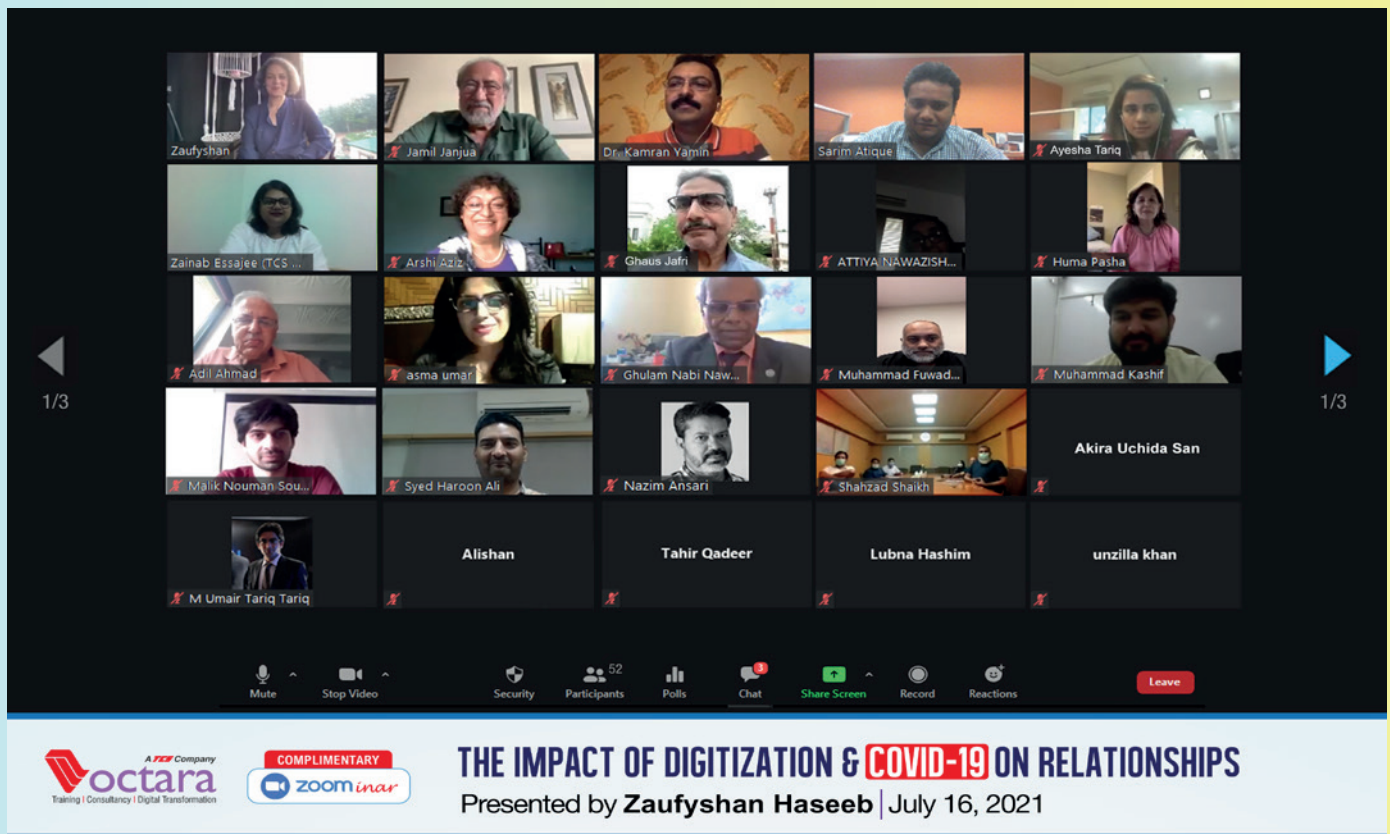 Zaufyshan
Jamil Janjua
Dr. Kamran Yamin
Sarim Atique
Ayesha Tariq
Zainab Essajee (TCS ...
Arshi Aziz
Ghaus Jafri
ATTIYA NAWAZISH...
Huma Pasha
Adil Ahmad
asma umar
Ghulam Nabi Naw...
Muhammad Fuwad...
Muhammad Kashif
1/3
1/3
Malik Nouman Sou...
Syed Haroon Ali
Nazim Ansari
Shahzad Shaikh
Akira Uchida San
M Umair Tariq Tariq
Alishan
Tahir Qadeer
Lubna Hashim
unzilla khan
Mute
Stop Video
Security
52
Participants
Polls
3
Chat
Share Screen
Record
Reactions
Leave
A TCS Company
octara
Training | Consultancy | Digital Transformation
COMPLIMENTARY
zoominar
THE IMPACT OF DIGITIZATION & COVID-19 ON RELATIONSHIPS
Presented by Zaufyshan Haseeb | July 16, 2021